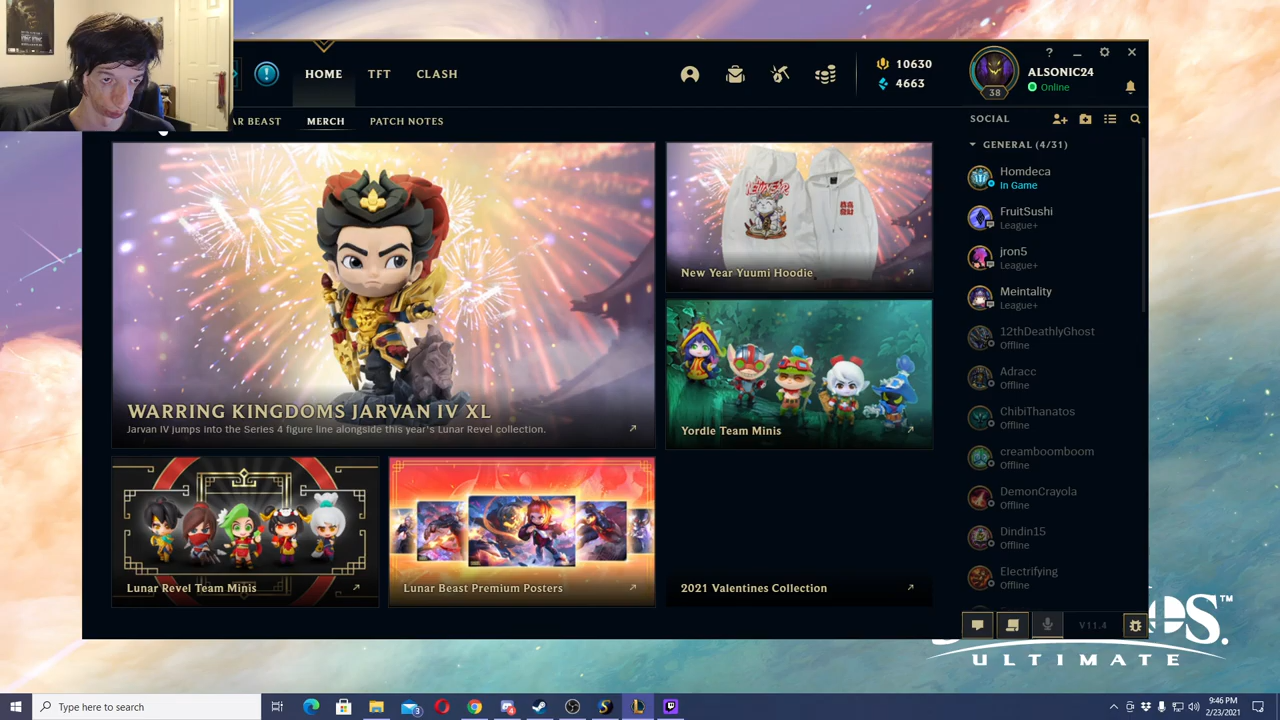 HOME
TFT
CLASH
10630
4663
38
ALSONIC24
Online
AR BEAST
MERCH
PATCH NOTES
SOCIAL
GENERAL (4/31)
Homdeca
In Game
FruitSushi
League+
jron5
League+
Meintality
League+
12thDeathlyGhost
Offline
Adracc
Offline
ChibiThanatos
Offline
creamboomboom
Offline
DemonCrayola
Offline
Dindin15
Offline
Electrifying
Offline
WARRING KINGDOMS JARVAN IV XL
Jarvan IV jumps into the Series 4 figure line alongside this year's Lunar Revel collection.
New Year Yuumi Hoodie
Yordle Team Minis
Lunar Revel Team Minis
Lunar Beast Premium Posters
2021 Valentines Collection
V11.4
OS.™
ULTIMATE
Type here to search
3
4
9:46 PM
2/23/2021